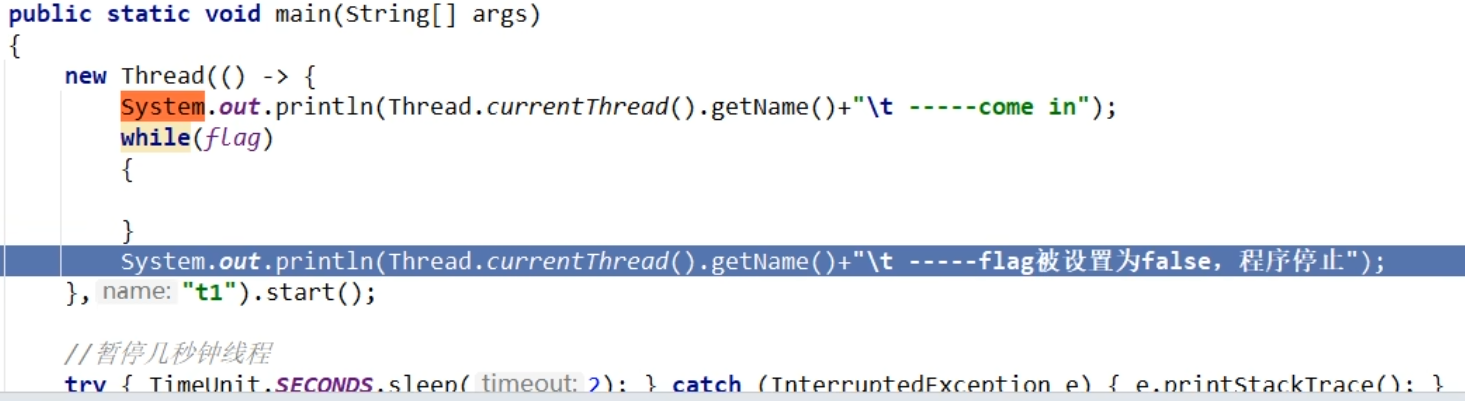 public static void main(String[] args)
{
new Thread(() -> {
System.out.println(Thread.currentThread().getName()+"\t -----come in");
while(flag)
{
}
System.out.println(Thread.currentThread().getName()+"\t -----flag被设置为false，程序停止");
}, name: "t1").start();
//暂停几秒钟线程
try { TimeUnit.SECONDS.sleep( timeout: 2); } catch (InterruptedException e) { e.printStackTrace(); }